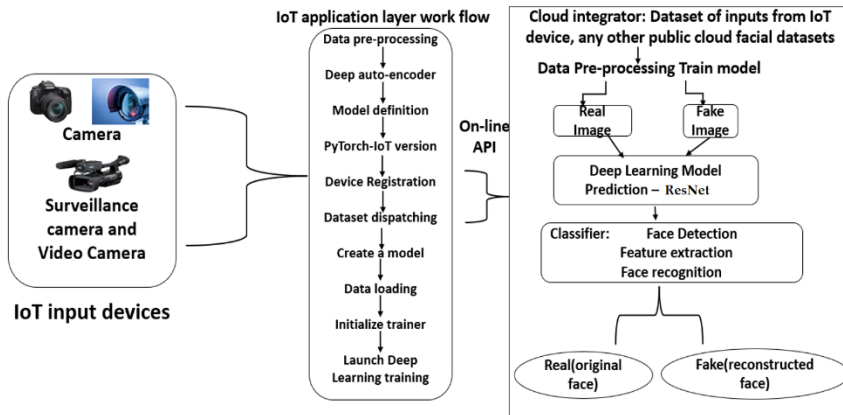 Camera
Surveillance
camera and
Video Camera
IoT input devices
IoT application layer work flow
Data pre-processing
Deep auto-encoder
Model definition
PyTorch-IoT version
Device Registration
Dataset dispatching
Create a model
Data loading
Initialize trainer
Launch Deep
Learning training
On-line
API
Cloud integrator: Dataset of inputs from IoT
device, any other public cloud facial datasets
Data Pre-processing Train model
Real
Image
Fake
Image
Deep Learning Model
Prediction – ResNet
Classifier: Face Detection
Feature extraction
Face recognition
Real(original
face)
Fake(reconstructed
face)